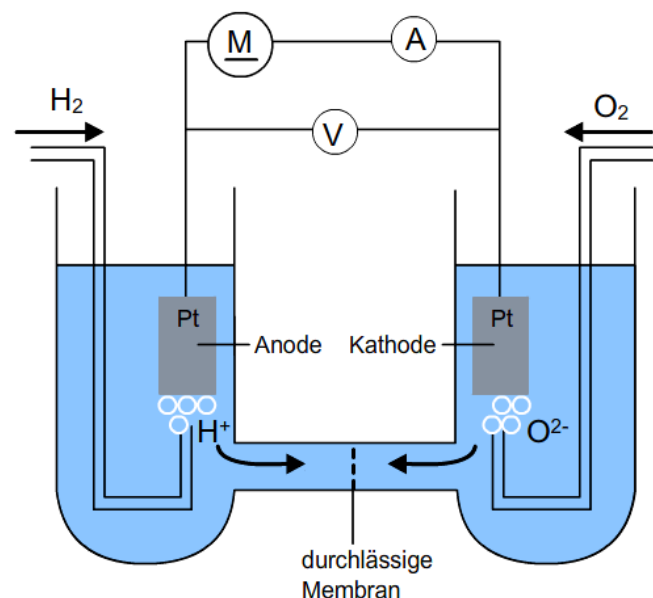 M
A
H₂
O₂
V
Pt
Pt
Anode
Kathode
H⁺
O²⁻
durchlässige
Membran